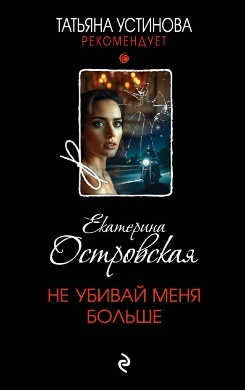 ТАТЬЯНА УСТИНОВА
РЕКОМЕНДУЕТ
Екатерина
Островская
НЕ УБИВАЙ МЕНЯ
БОЛЬШЕ